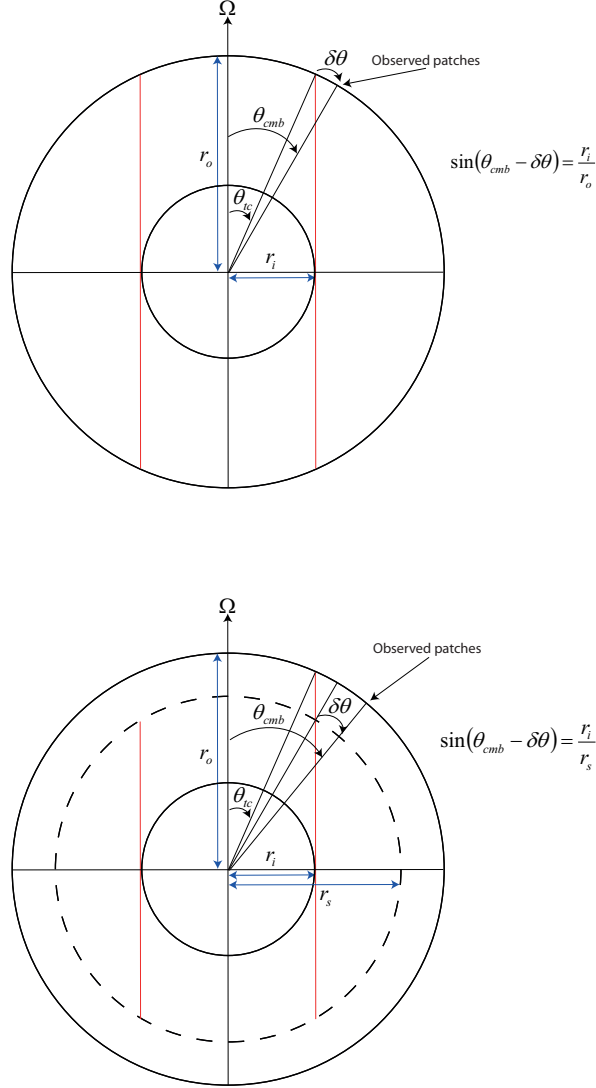 Ω
δθ
Observed patches
θcmb
ro
sin(θcmb − δθ) = ri/ro
θtc
ri
Ω
Observed patches
δθ
θcmb
sin(θcmb − δθ) = ri/rs
ro
θtc
ri
rs